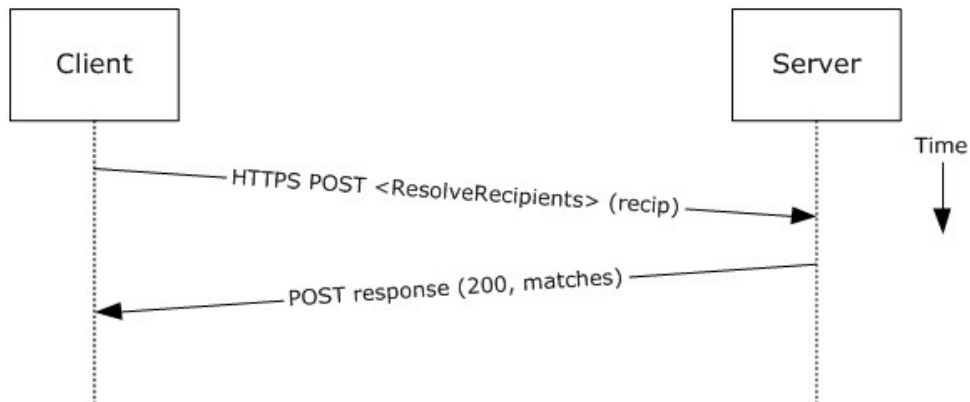 Client
Server
Time
HTTPS POST <ResolveRecipients> (recip)
POST response (200, matches)